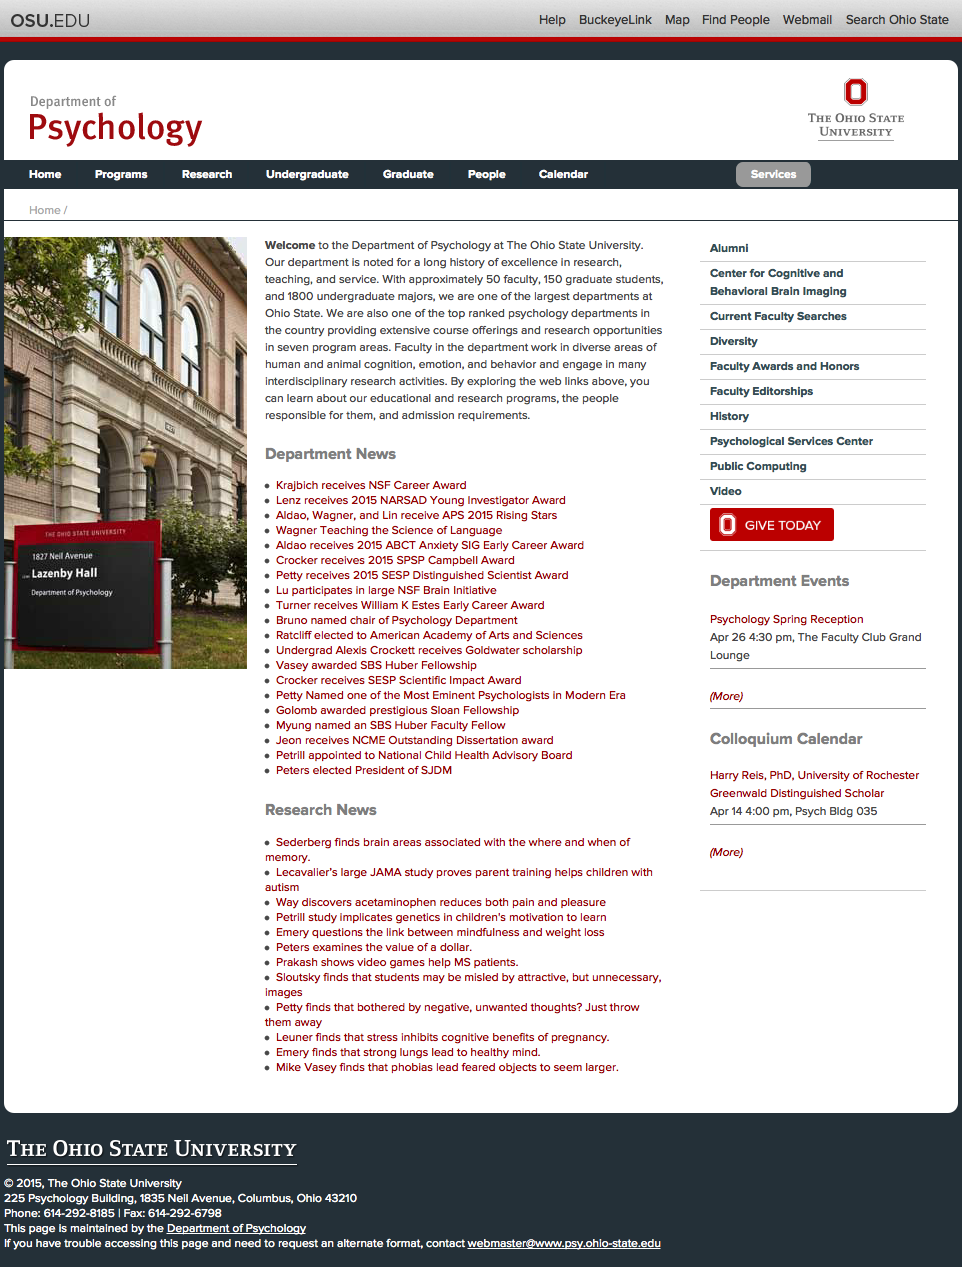 OSU.EDU
Help BuckeyeLink Map Find People Webmail Search Ohio State
Department of
Psychology
THE OHIO STATE
UNIVERSITY
Home Programs Research Undergraduate Graduate People Calendar Services
Home /
THE OHIO STATE UNIVERSITY
1827 Neil Avenue
Lazenby Hall
Department of Psychology
Welcome to the Department of Psychology at The Ohio State University.
Our department is noted for a long history of excellence in research,
teaching, and service. With approximately 50 faculty, 150 graduate students,
and 1800 undergraduate majors, we are one of the largest departments at
Ohio State. We are also one of the top ranked psychology departments in
the country providing extensive course offerings and research opportunities
in seven program areas. Faculty in the department work in diverse areas of
human and animal cognition, emotion, and behavior and engage in many
interdisciplinary research activities. By exploring the web links above, you
can learn about our educational and research programs, the people
responsible for them, and admission requirements.
Department News
Krajbich receives NSF Career Award
Lenz receives 2015 NARSAD Young Investigator Award
Aldao, Wagner, and Lin receive APS 2015 Rising Stars
Wagner Teaching the Science of Language
Aldao receives 2015 ABCT Anxiety SIG Early Career Award
Crocker receives 2015 SPSP Campbell Award
Petty receives 2015 SESP Distinguished Scientist Award
Lu participates in large NSF Brain Initiative
Turner receives William K Estes Early Career Award
Bruno named chair of Psychology Department
Ratcliff elected to American Academy of Arts and Sciences
Undergrad Alexis Crockett receives Goldwater scholarship
Vasey awarded SBS Huber Fellowship
Crocker receives SESP Scientific Impact Award
Petty Named one of the Most Eminent Psychologists in Modern Era
Golomb awarded prestigious Sloan Fellowship
Myung named an SBS Huber Faculty Fellow
Jeon receives NCME Outstanding Dissertation award
Petrill appointed to National Child Health Advisory Board
Peters elected President of SJDM
Research News
Sederberg finds brain areas associated with the where and when of
memory.
Lecavalier's large JAMA study proves parent training helps children with
autism
Way discovers acetaminophen reduces both pain and pleasure
Petrill study implicates genetics in children's motivation to learn
Emery questions the link between mindfulness and weight loss
Peters examines the value of a dollar.
Prakash shows video games help MS patients.
Sloutsky finds that students may be misled by attractive, but unnecessary,
images
Petty finds that bothered by negative, unwanted thoughts? Just throw
them away
Leuner finds that stress inhibits cognitive benefits of pregnancy.
Emery finds that strong lungs lead to healthy mind.
Mike Vasey finds that phobias lead feared objects to seem larger.
Alumni
Center for Cognitive and
Behavioral Brain Imaging
Current Faculty Searches
Diversity
Faculty Awards and Honors
Faculty Editorships
History
Psychological Services Center
Public Computing
Video
GIVE TODAY
Department Events
Psychology Spring Reception
Apr 26 4:30 pm, The Faculty Club Grand
Lounge
(More)
Colloquium Calendar
Harry Reis, PhD, University of Rochester
Greenwald Distinguished Scholar
Apr 14 4:00 pm, Psych Bldg 035
(More)
THE OHIO STATE UNIVERSITY
© 2015, The Ohio State University
225 Psychology Building, 1835 Neil Avenue, Columbus, Ohio 43210
Phone: 614-292-8185 | Fax: 614-292-6798
This page is maintained by the Department of Psychology
If you have trouble accessing this page and need to request an alternate format, contact webmaster@www.psy.ohio-state.edu